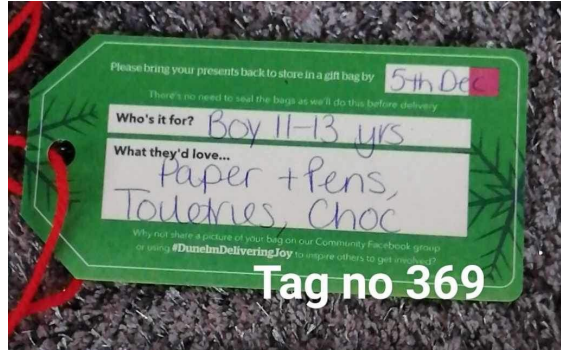 Please bring your presents back to store in a gift bag by 5th Dec
There's no need to seal the bags as we'll do this before delivery
Who's it for? Boy 11-13 yrs
What they'd love...
Paper + Pens,
Toiletries, Choc
Why not share a picture of your bag on our Community Facebook group
or using #DunelmDeliveringJoy to inspire others to get involved?
Tag no 369